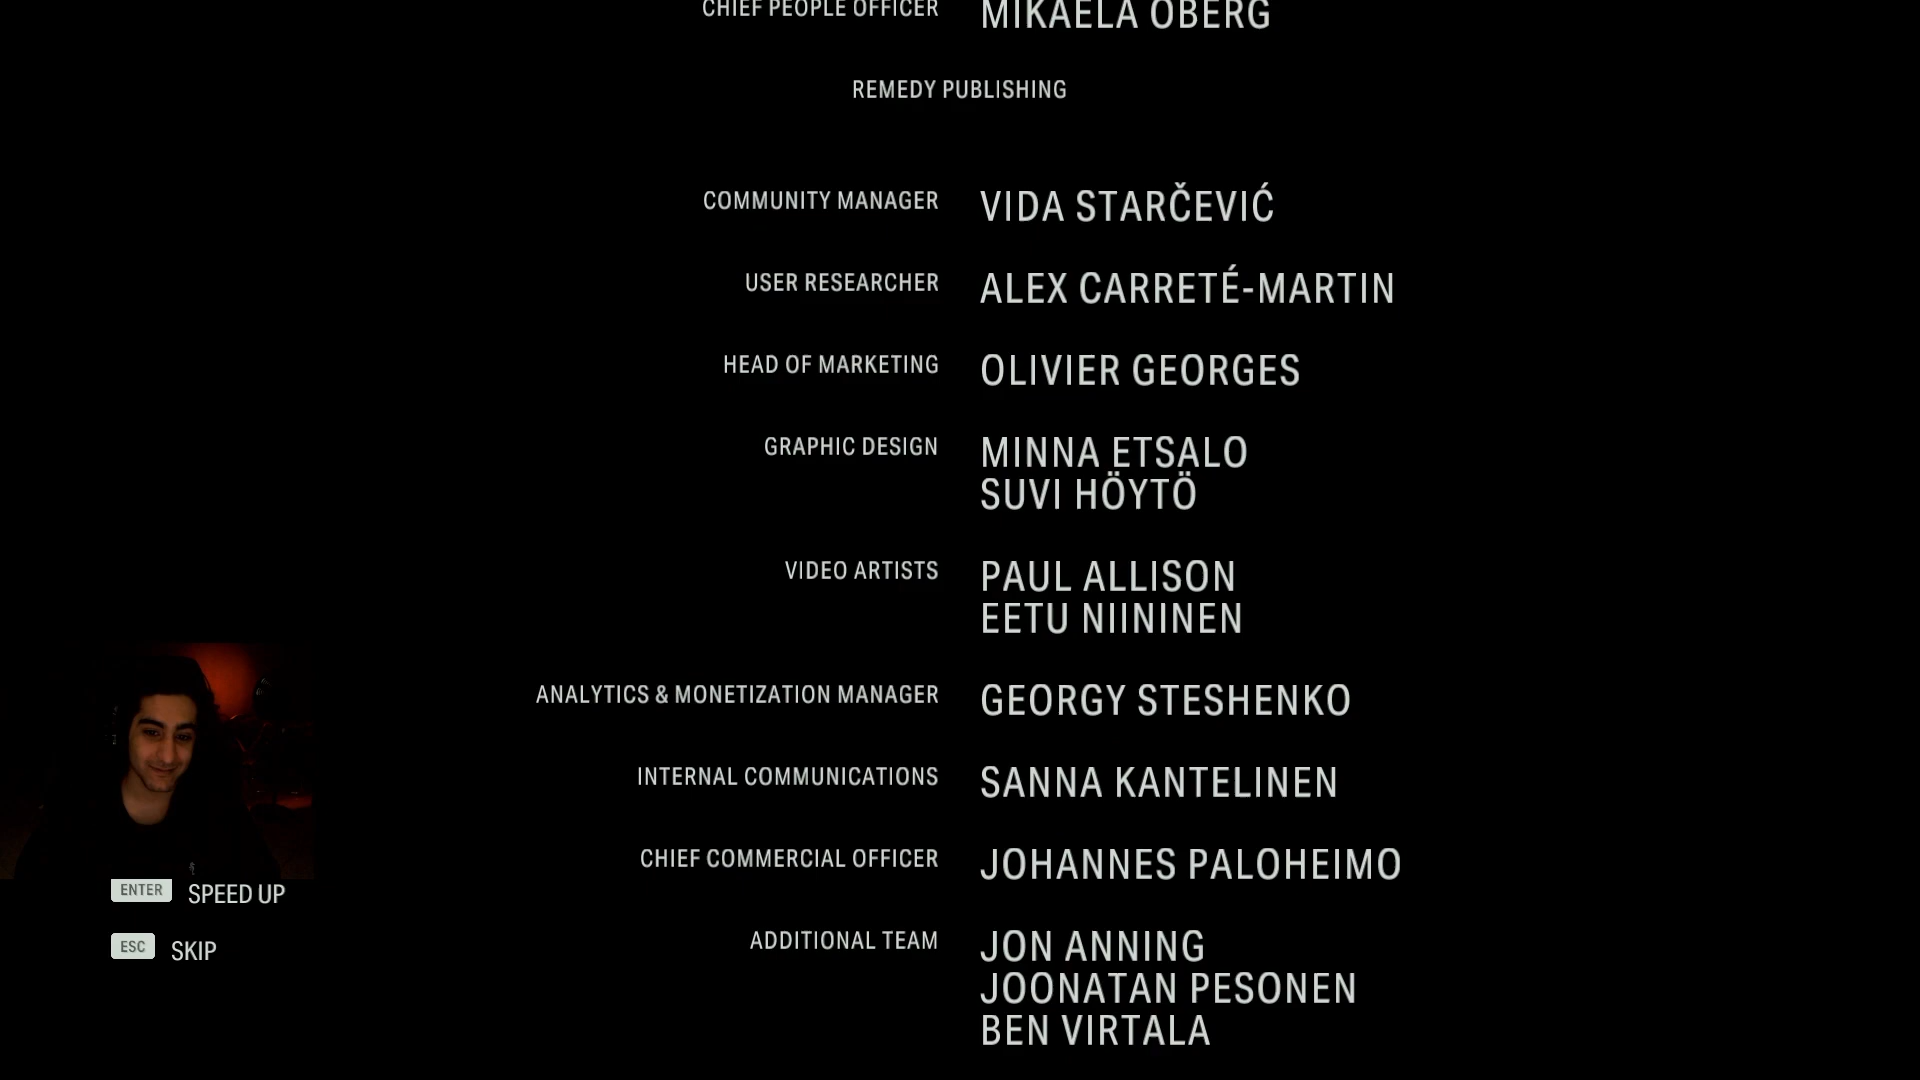 CHIEF PEOPLE OFFICER MIKAELA ÖBERG
REMEDY PUBLISHING
COMMUNITY MANAGER VIDA STARČEVIĆ
USER RESEARCHER ALEX CARRETÉ-MARTIN
HEAD OF MARKETING OLIVIER GEORGES
GRAPHIC DESIGN MINNA ETSALO
SUVI HÖYTÖ
VIDEO ARTISTS PAUL ALLISON
EETU NIININEN
ANALYTICS & MONETIZATION MANAGER GEORGY STESHENKO
INTERNAL COMMUNICATIONS SANNA KANTELINEN
CHIEF COMMERCIAL OFFICER JOHANNES PALOHEIMO
ADDITIONAL TEAM JON ANNING
JOONATAN PESONEN
BEN VIRTALA
ENTER SPEED UP
ESC SKIP